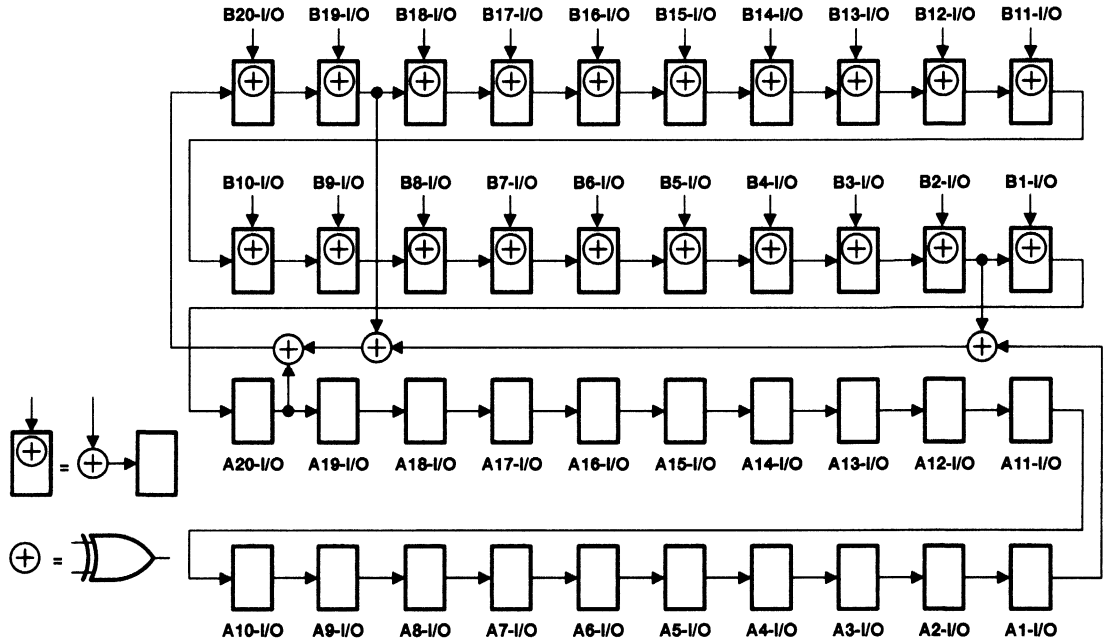 B20-I/O B19-I/O B18-I/O B17-I/O B16-I/O B15-I/O B14-I/O B13-I/O B12-I/O B11-I/O
B10-I/O B9-I/O B8-I/O B7-I/O B6-I/O B5-I/O B4-I/O B3-I/O B2-I/O B1-I/O
A20-I/O A19-I/O A18-I/O A17-I/O A16-I/O A15-I/O A14-I/O A13-I/O A12-I/O A11-I/O
=
=
A10-I/O A9-I/O A8-I/O A7-I/O A6-I/O A5-I/O A4-I/O A3-I/O A2-I/O A1-I/O